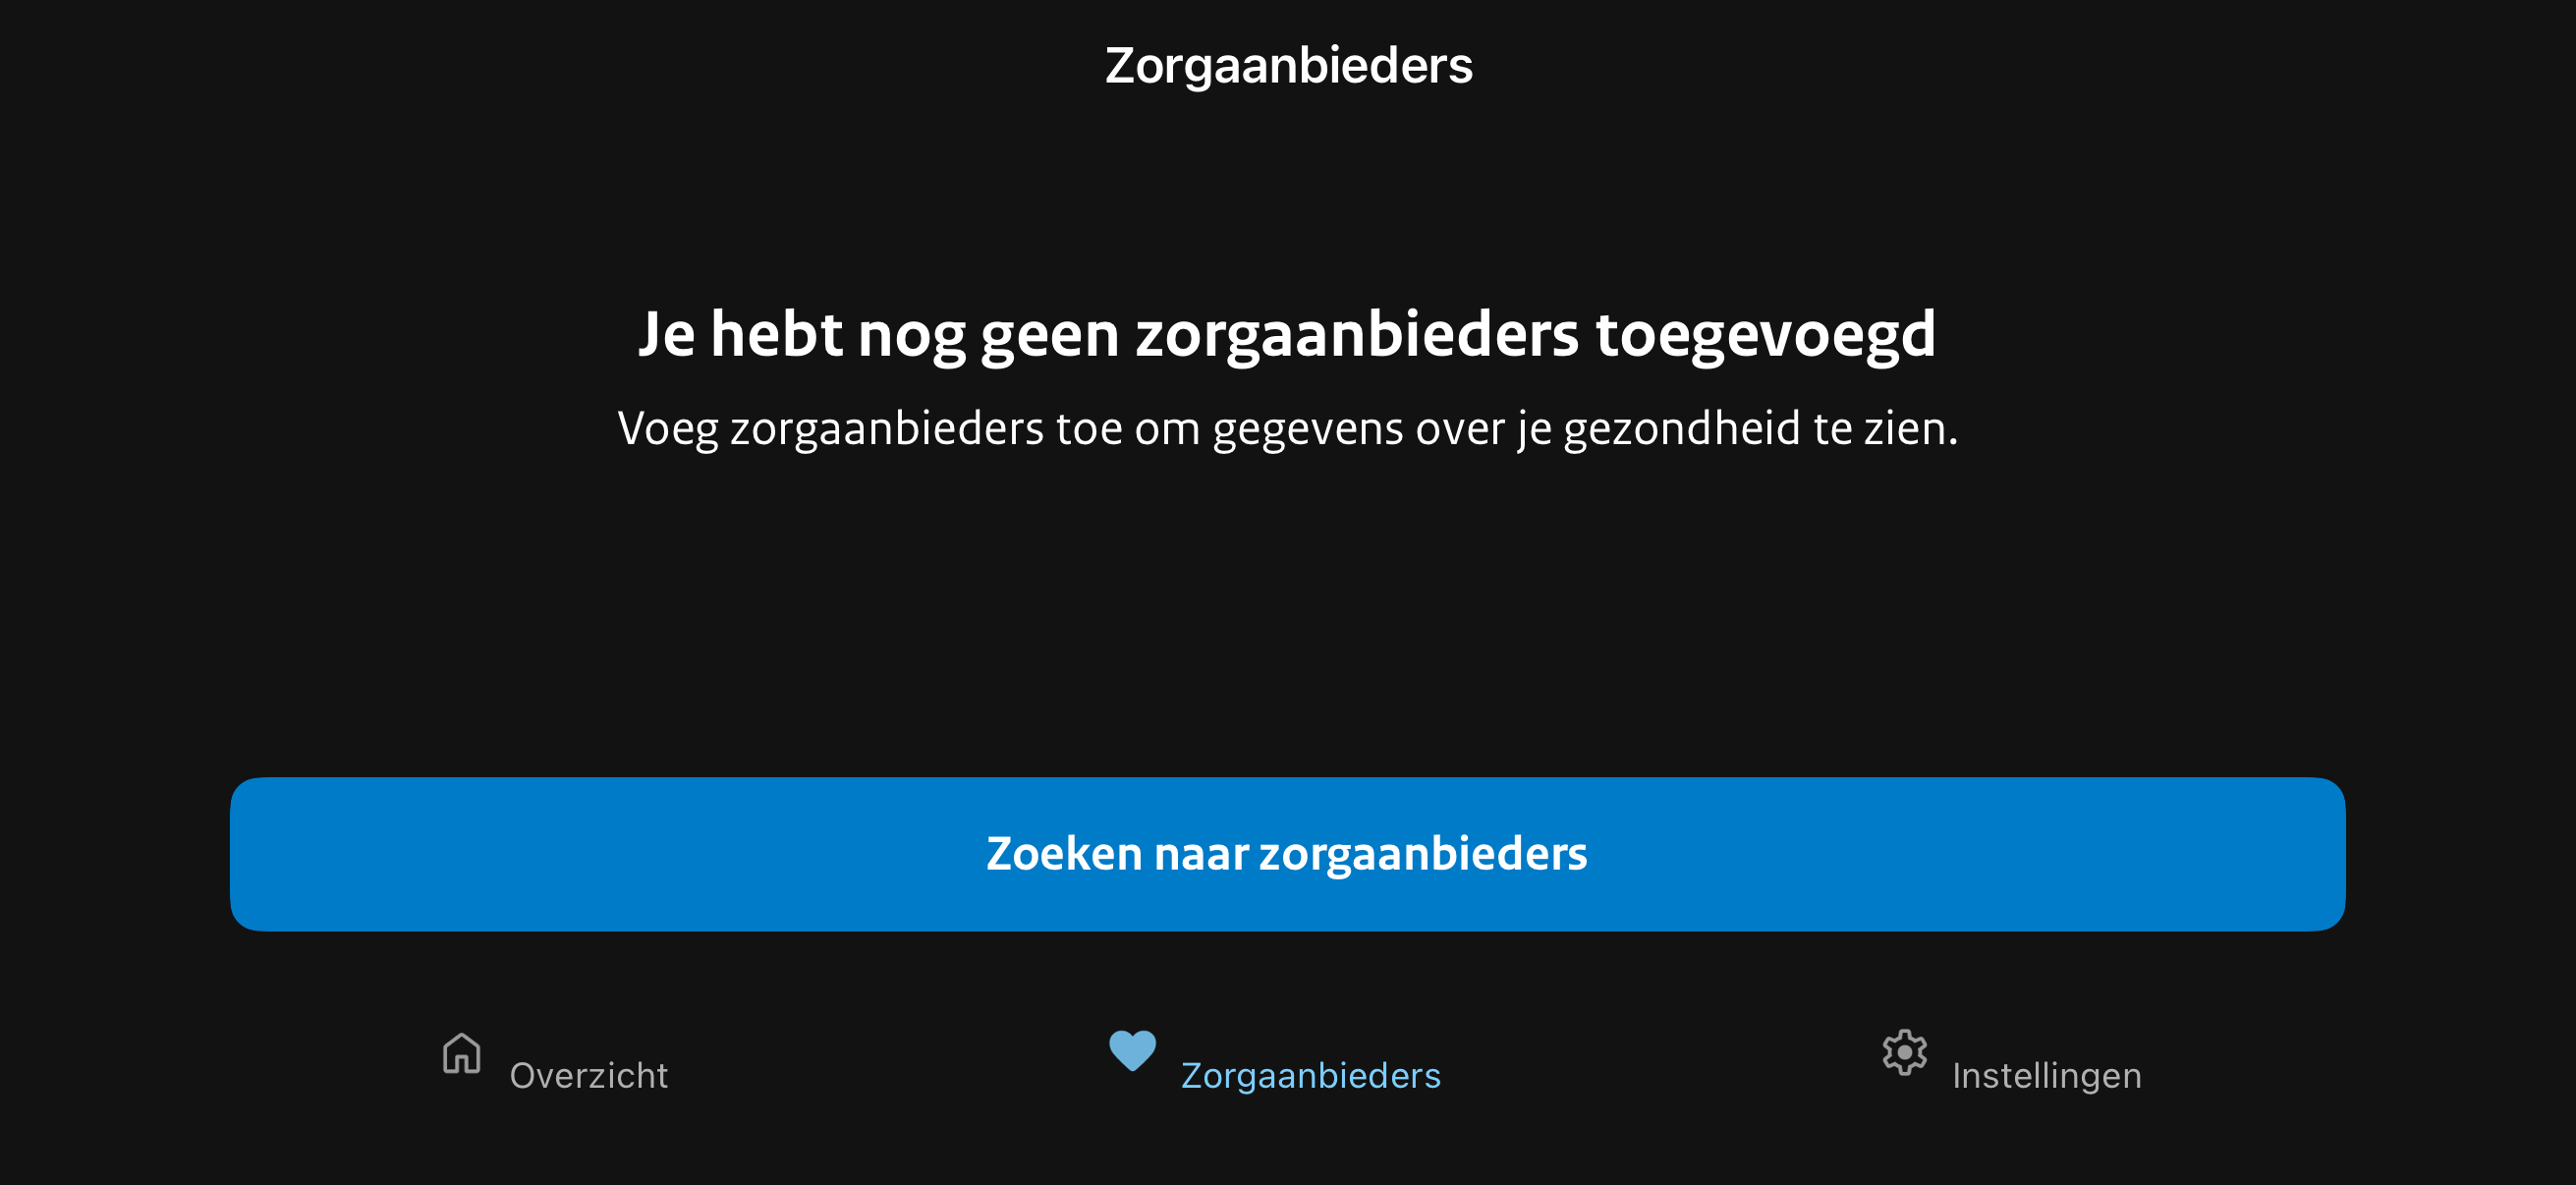 Zorgaanbieders
Je hebt nog geen zorgaanbieders toegevoegd
Voeg zorgaanbieders toe om gegevens over je gezondheid te zien.
Zoeken naar zorgaanbieders
Overzicht
Zorgaanbieders
Instellingen